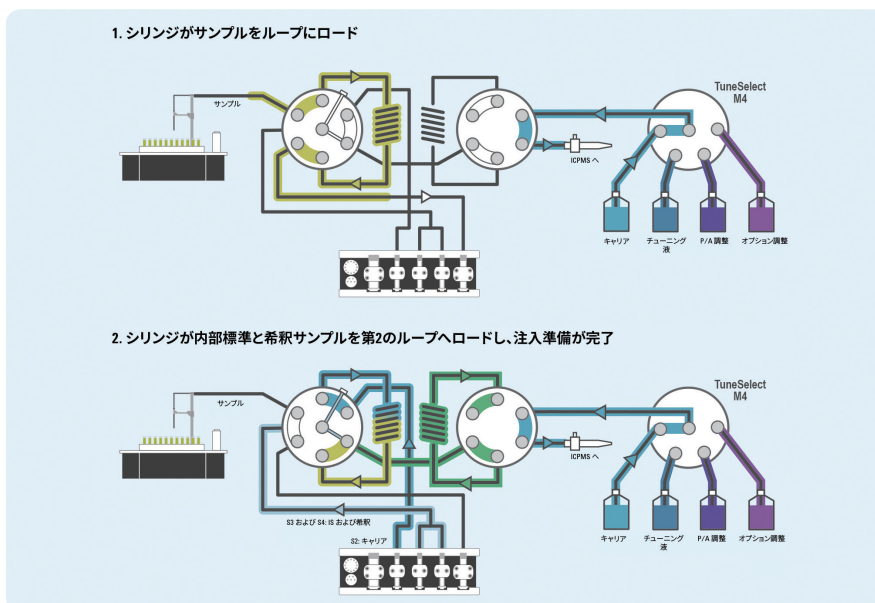 1. シリンジがサンプルをループにロード
TuneSelect
M4
サンプル
ICPMS へ
キャリア
チューニング
液
P/A 調整
オプション調整
2. シリンジが内部標準と希釈サンプルを第2のループへロードし、注入準備が完了
TuneSelect
M4
サンプル
ICPMS へ
S3 および S4: IS および希釈
S2: キャリア
キャリア
チューニング
液
P/A 調整
オプション調整